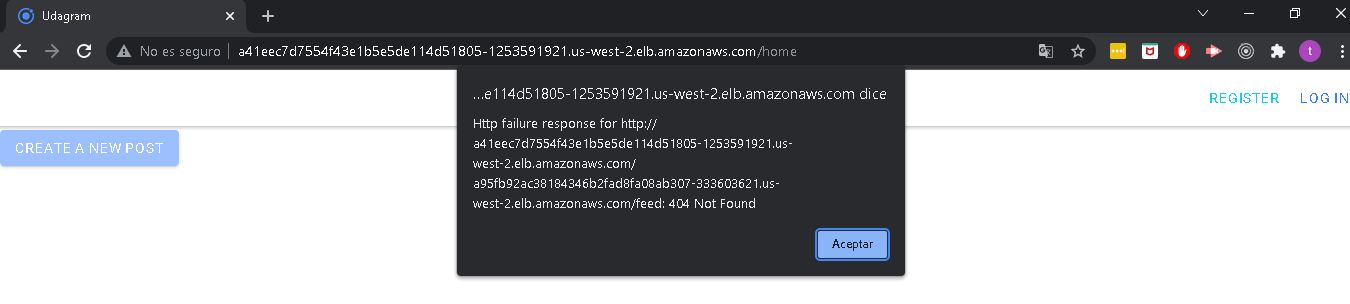 Udagram
No es seguro
a41eec7d7554f43e1b5e5de114d51805-1253591921.us-west-2.elb.amazonaws.com/home
t
REGISTER
LOG IN
CREATE A NEW POST
...e114d51805-1253591921.us-west-2.elb.amazonaws.com dice
Http failure response for http://
a41eec7d7554f43e1b5e5de114d51805-1253591921.us-
west-2.elb.amazonaws.com/
a95fb92ac38184346b2fad8fa08ab307-333603621.us-
west-2.elb.amazonaws.com/feed: 404 Not Found
Aceptar